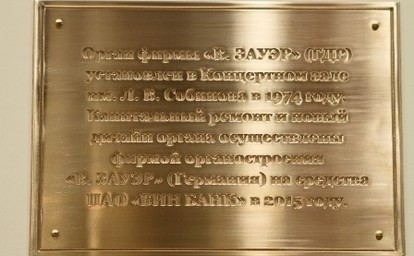 Орган фирмы «В. ЗАУЭР» (ГДР)
установлен в Концертном зале
им. Л. В. Собинова в 1974 году.
Капитальный ремонт и новый
дизайн органа осуществлены
фирмой органостроения
«В. ЗАУЭР» (Германия) на средства
ПАО «БИН БАНК» в 2015 году.